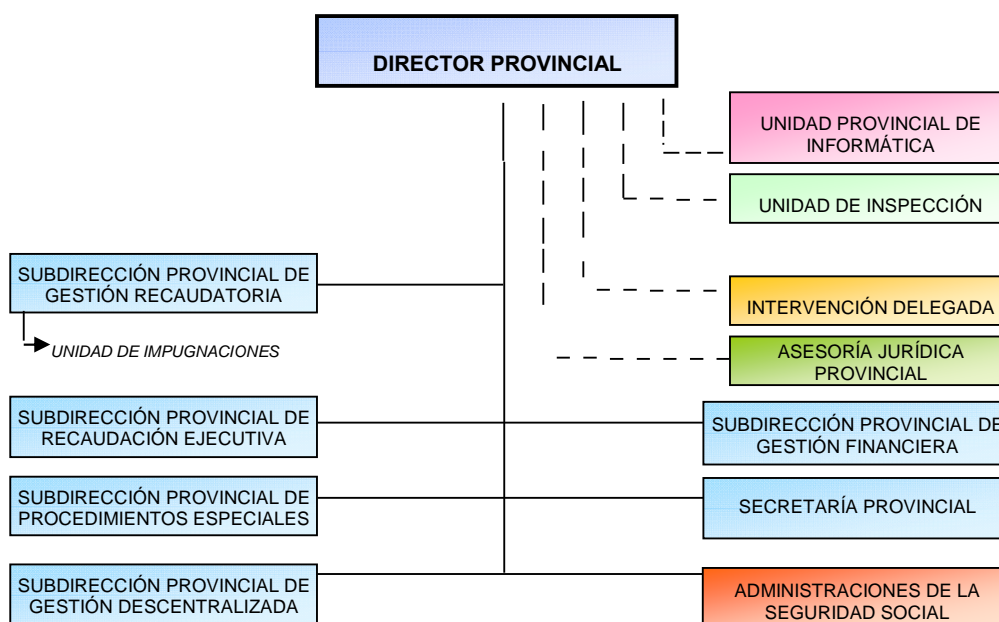 DIRECTOR PROVINCIAL
UNIDAD PROVINCIAL DE
INFORMÁTICA
UNIDAD DE INSPECCIÓN
SUBDIRECCIÓN PROVINCIAL DE
GESTIÓN RECAUDATORIA
UNIDAD DE IMPUGNACIONES
INTERVENCIÓN DELEGADA
ASESORÍA JURÍDICA
PROVINCIAL
SUBDIRECCIÓN PROVINCIAL DE
RECAUDACIÓN EJECUTIVA
SUBDIRECCIÓN PROVINCIAL DE
GESTIÓN FINANCIERA
SUBDIRECCIÓN PROVINCIAL DE
PROCEDIMIENTOS ESPECIALES
SECRETARÍA PROVINCIAL
SUBDIRECCIÓN PROVINCIAL DE
GESTIÓN DESCENTRALIZADA
ADMINISTRACIONES DE LA
SEGURIDAD SOCIAL